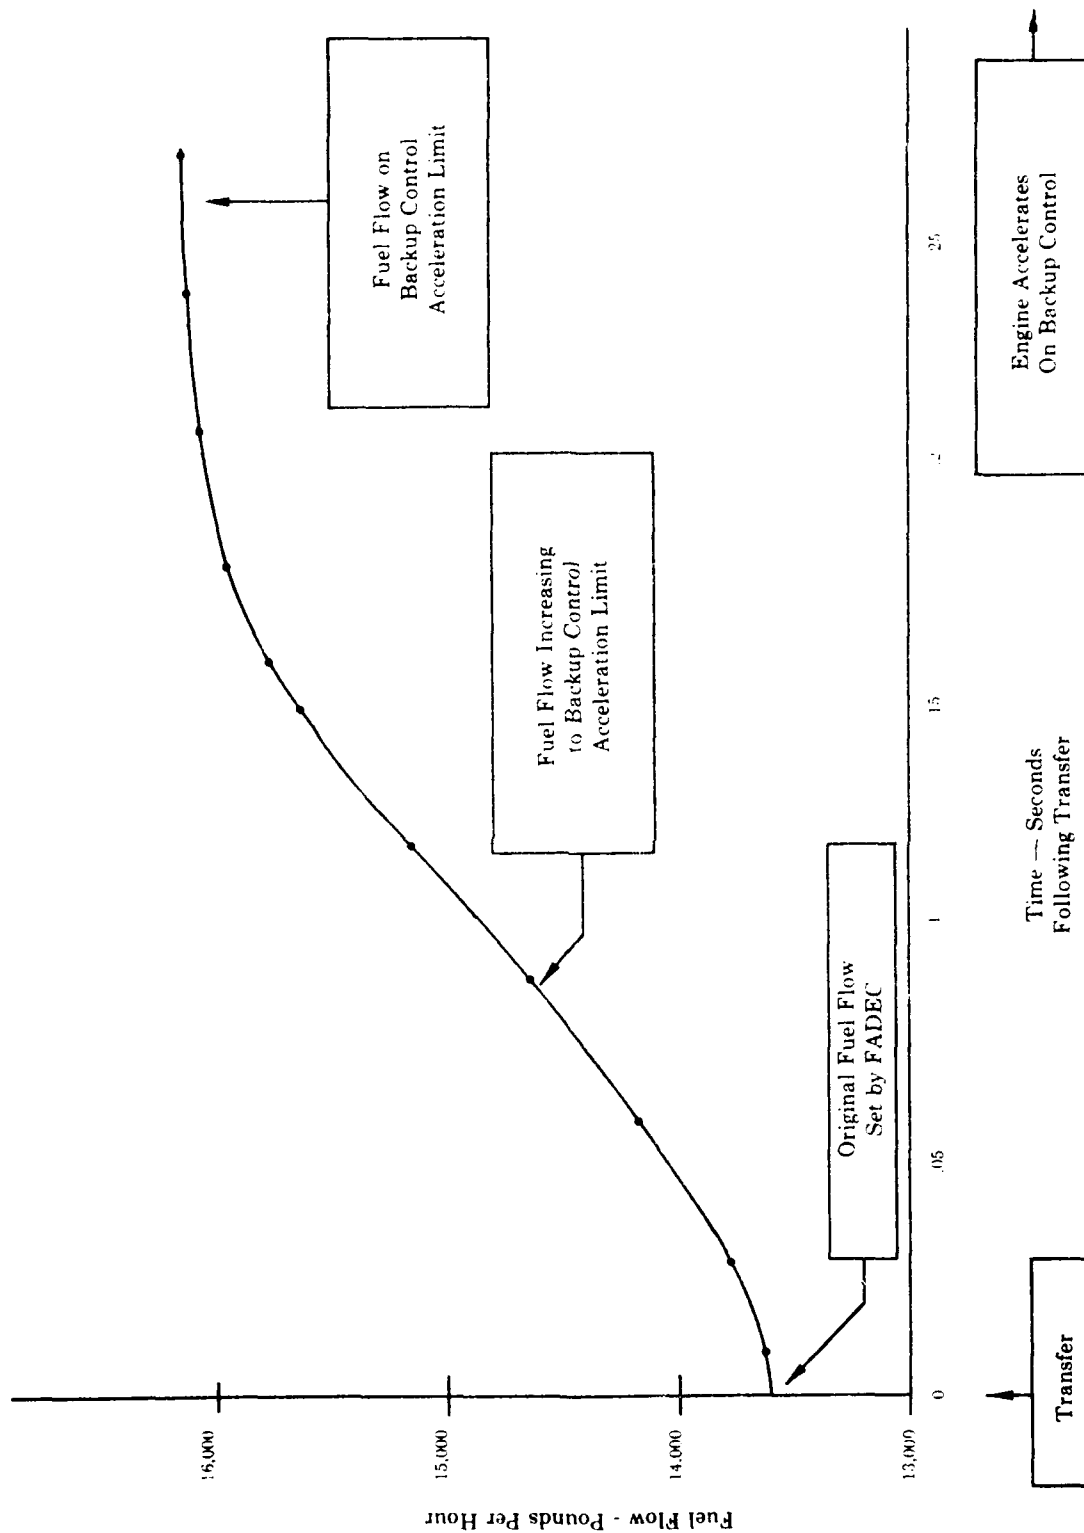 Fuel Flow - Pounds Per Hour
16,000
15,000
14,000
13,000
Fuel Flow on
Backup Control
Acceleration Limit
Fuel Flow Increasing
to Backup Control
Acceleration Limit
Original Fuel Flow
Set by FADEC
0
.05
.1
.15
.2
.25
Time — Seconds
Following Transfer
Transfer
Engine Accelerates
On Backup Control